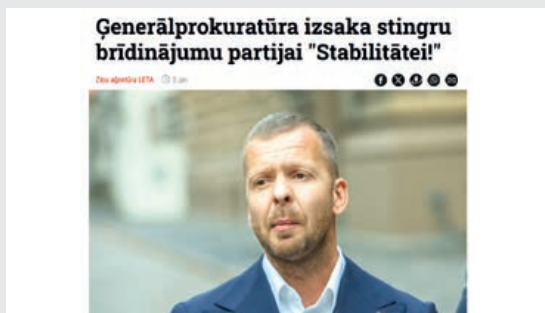 Ģenerālprokuratūra izsaka stingru
brīdinājumu partijai "Stabilitātei!"
Ziņu aģentūra LETA